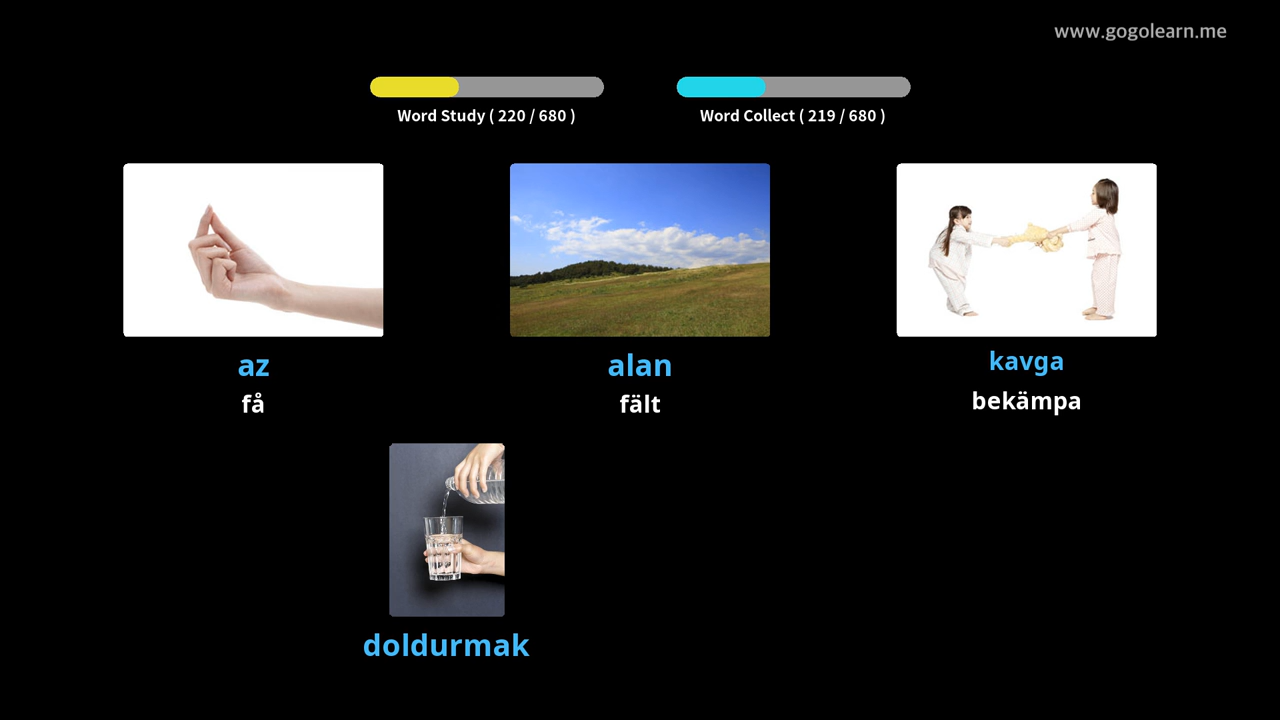 www.gogolearn.me
Word Study ( 220 / 680 )
Word Collect ( 219 / 680 )
az
få
alan
fält
kavga
bekämpa
doldurmak